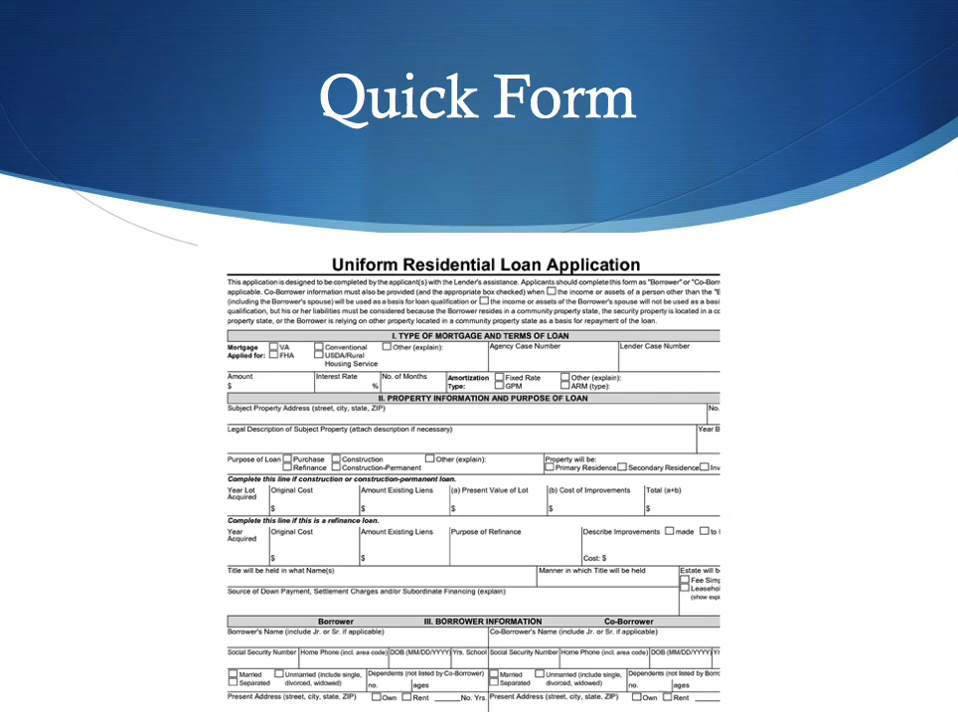 Quick Form
Uniform Residential Loan Application
This application is designed to be completed by the applicant(s) with the Lender's assistance. Applicants should complete this form as "Borrower" or "Co-Bor
applicable. Co-Borrower information must also be provided (and the appropriate box checked) when the income or assets of a person other than the "B
(including the Borrower's spouse) will be used as a basis for loan qualification or the income or assets of the Borrower's spouse will not be used as a basi
qualification, but his or her liabilities must be considered because the Borrower resides in a community property state, the security property is located in a co
property state, or the Borrower is relying on other property located in a community property state as a basis for repayment of the loan.
I. TYPE OF MORTGAGE AND TERMS OF LOAN
Mortgage VA Conventional Other (explain): Agency Case Number Lender Case Number
Applied for: FHA USDA/Rural
Housing Service
Amount Interest Rate No. of Months Amortization Fixed Rate Other (explain):
$ % Type: GPM ARM (type):
II. PROPERTY INFORMATION AND PURPOSE OF LOAN
Subject Property Address (street, city, state, ZIP) No.
Legal Description of Subject Property (attach description if necessary) Year B
Purpose of Loan Purchase Construction Other (explain): Property will be:
Refinance Construction-Permanent Primary Residence Secondary Residence Inv
Complete this line if construction or construction-permanent loan.
Year Lot Original Cost Amount Existing Liens (a) Present Value of Lot (b) Cost of Improvements Total (a+b)
Acquired
$ $ $ $ $
Complete this line if this is a refinance loan.
Year Original Cost Amount Existing Liens Purpose of Refinance Describe Improvements made to
Acquired
$ $ Cost: $
Title will be held in what Name(s) Manner in which Title will be held Estate will b
Fee Simp
Source of Down Payment, Settlement Charges and/or Subordinate Financing (explain) Leasehol
(show expi
Borrower III. BORROWER INFORMATION Co-Borrower
Borrower's Name (include Jr. or Sr. if applicable) Co-Borrower's Name (include Jr. or Sr. if applicable)
Social Security Number Home Phone (incl. area code) DOB (MM/DD/YYYY) Yrs. School Social Security Number Home Phone (incl. area code) DOB (MM/DD/YYYY) Yr
Married Unmarried (include single, Dependents (not listed by Co-Borrower) Married Unmarried (include single, Dependents (not listed by Borro
Separated divorced, widowed) no. ages Separated divorced, widowed) no. ages
Present Address (street, city, state, ZIP) Own Rent No. Yrs. Present Address (street, city, state, ZIP) Own Rent